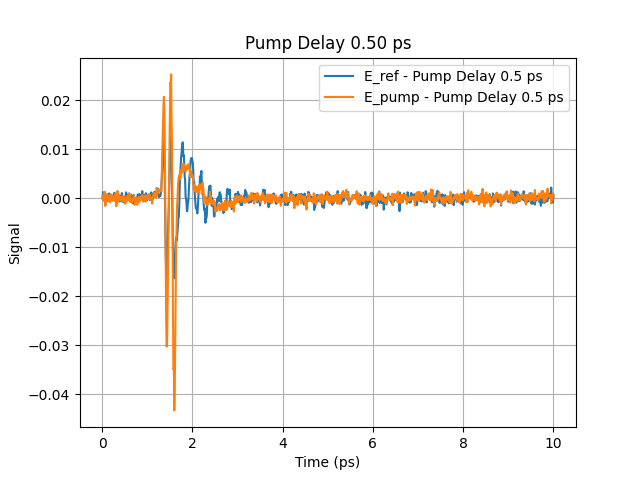 Pump Delay 0.50 ps
E_ref - Pump Delay 0.5 ps
E_pump - Pump Delay 0.5 ps
0.02
0.01
0.00
−0.01
−0.02
−0.03
−0.04
Signal
0 2 4 6 8 10
Time (ps)